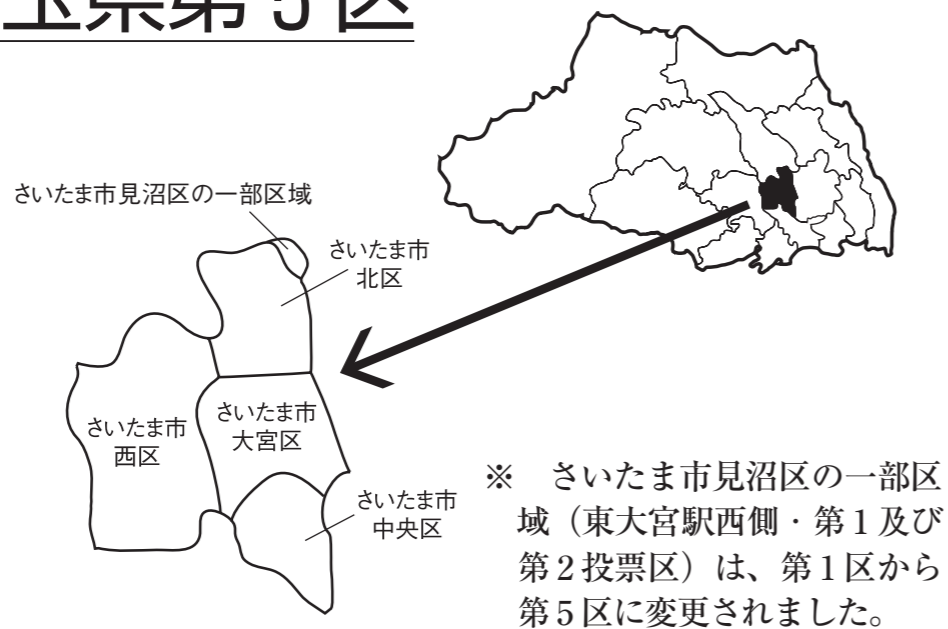 玉県第5区
さいたま市見沼区の一部区域
さいたま市
北区
さいたま市
西区
さいたま市
大宮区
さいたま市
中央区
※　さいたま市見沼区の一部区
域（東大宮駅西側・第1及び
第2投票区）は、第1区から
第5区に変更されました。